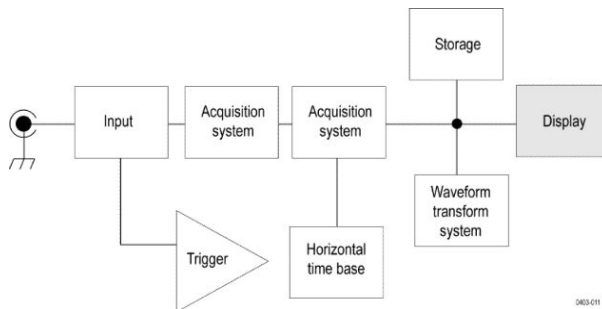 Storage
Input
Acquisition
system
Acquisition
system
Display
Waveform
transform
system
Trigger
Horizontal
time base
0403-011